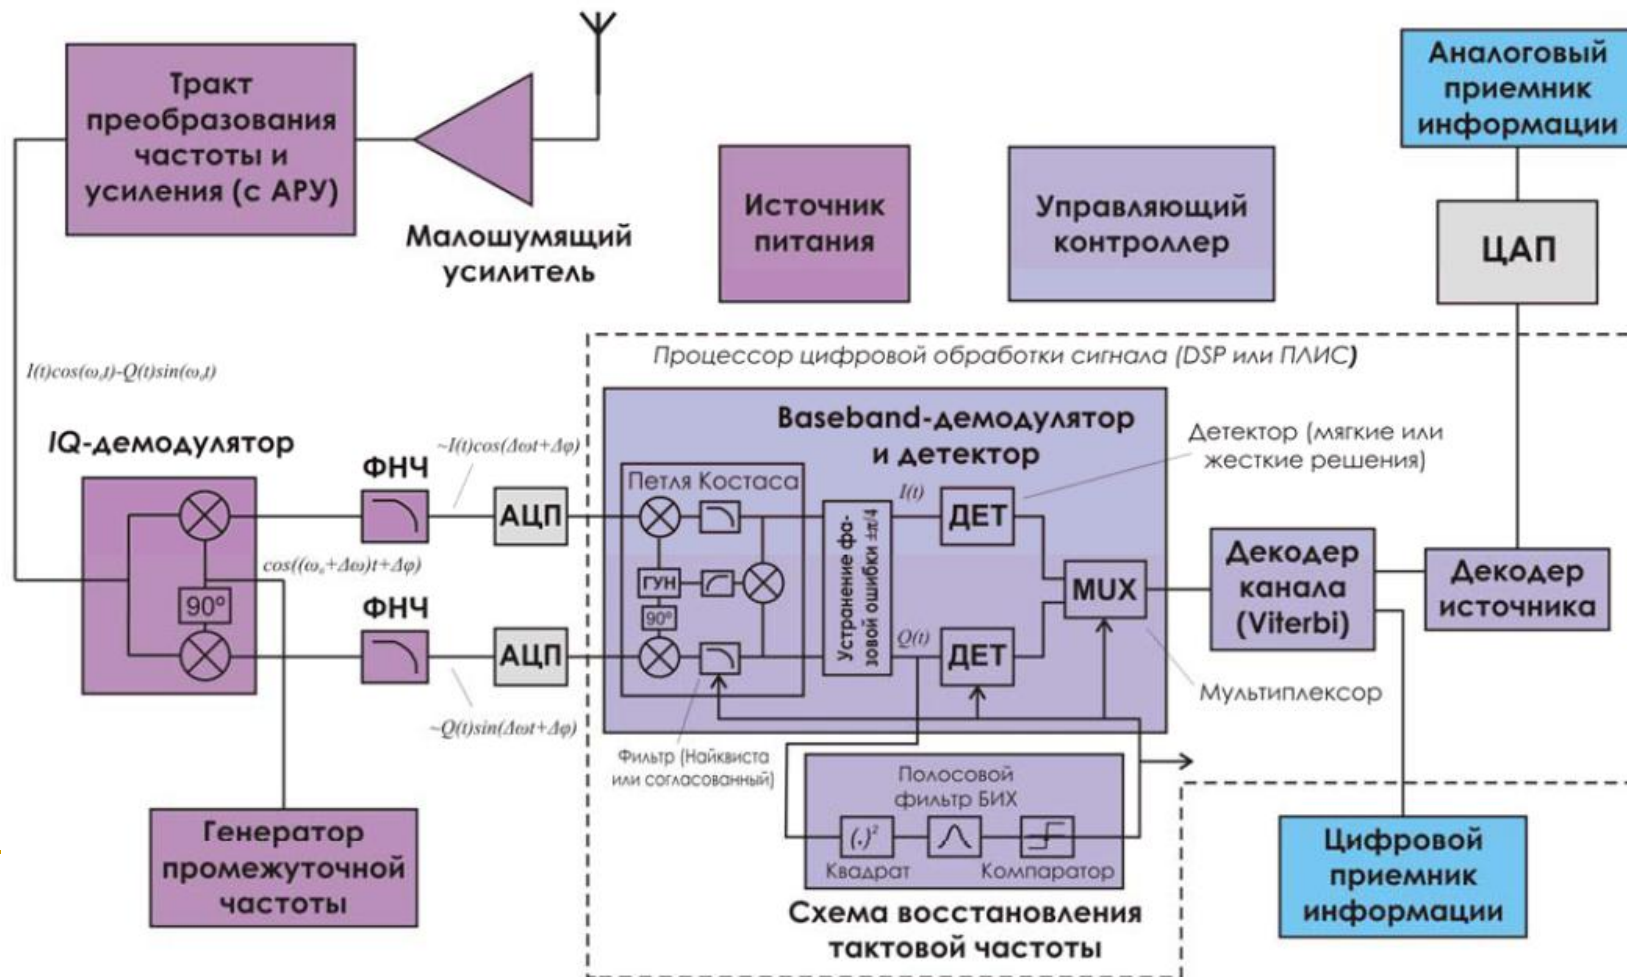 Тракт
преобразования
частоты и
усиления (с АРУ)
Малошумящий
усилитель
Источник
питания
Управляющий
контроллер
Аналоговый
приемник
информации
ЦАП
Процессор цифровой обработки сигнала (DSP или ПЛИС)
I(t)cos(ω₀t)-Q(t)sin(ω₀t)
IQ-демодулятор
cos((ω₀+Δω)t+Δφ)
90°
ФНЧ
~I(t)cos(Δωt+Δφ)
АЦП
ФНЧ
АЦП
~Q(t)sin(Δωt+Δφ)
Генератор
промежуточной
частоты
Baseband-демодулятор
и детектор
Петля Костаса
ГУН
90°
Устранение фа-
зовой ошибки ±π/4
I(t)
ДЕТ
Q(t)
ДЕТ
MUX
Детектор (мягкие или
жесткие решения)
Декодер
канала
(Viterbi)
Декодер
источника
Мультиплексор
Фильтр (Найквиста
или согласованный)
Полосовой
фильтр БИХ
(.)²
Квадрат
Компаратор
Схема восстановления
тактовой частоты
Цифровой
приемник
информации